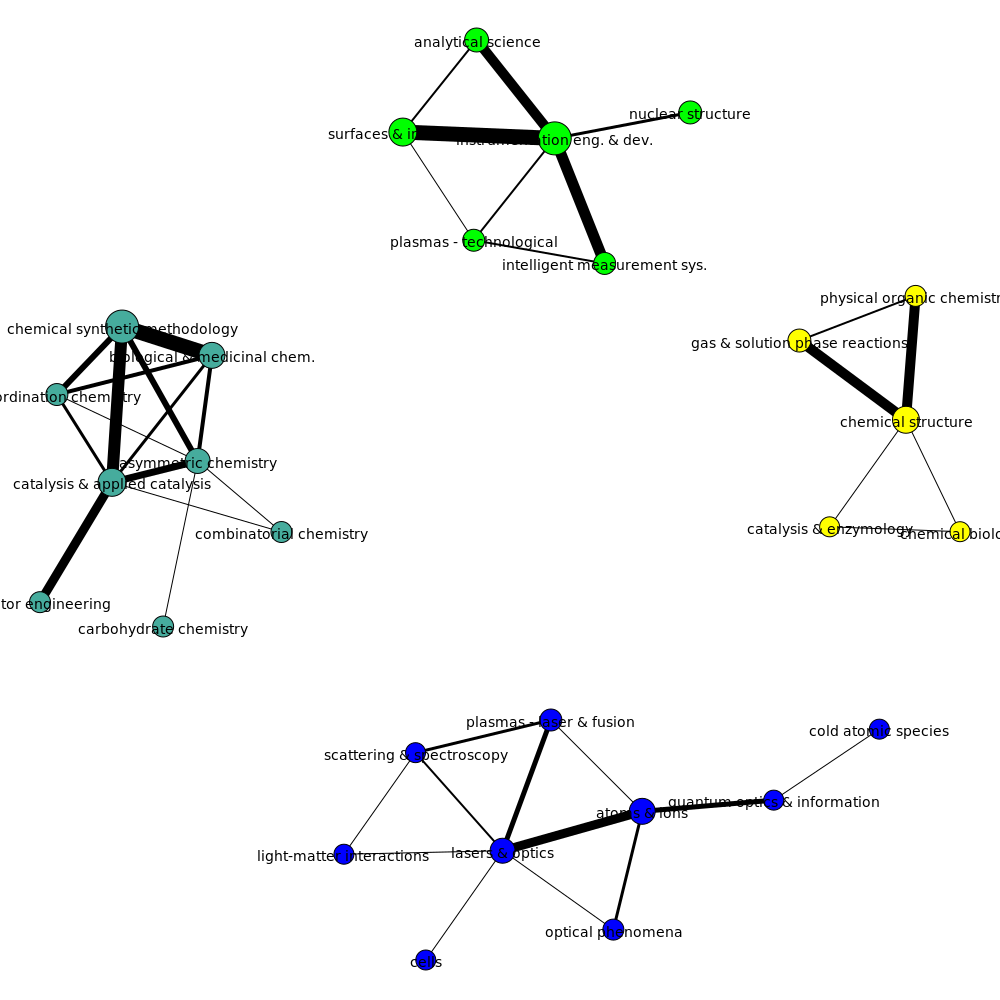 analytical science
nuclear structure
surfaces & in
instrumentation eng. & dev.
plasmas - technological
intelligent measurement sys.
physical organic chemistr
chemical synthetic methodology
gas & solution phase reactions
biological & medicinal chem.
ordination chemistry
chemical structure
asymmetric chemistry
catalysis & applied catalysis
catalysis & enzymology
combinatorial chemistry
chemical biolo
tor engineering
carbohydrate chemistry
plasmas - laser & fusion
cold atomic species
scattering & spectroscopy
quantum optics & information
atoms & ions
lasers & optics
light-matter interactions
optical phenomena
cells